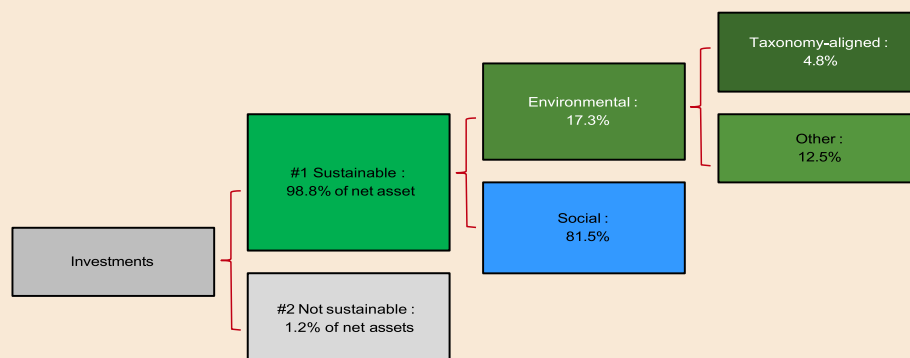 Investments
#1 Sustainable :
98.8% of net asset
#2 Not sustainable :
1.2% of net assets
Environmental :
17.3%
Social :
81.5%
Taxonomy-aligned :
4.8%
Other :
12.5%